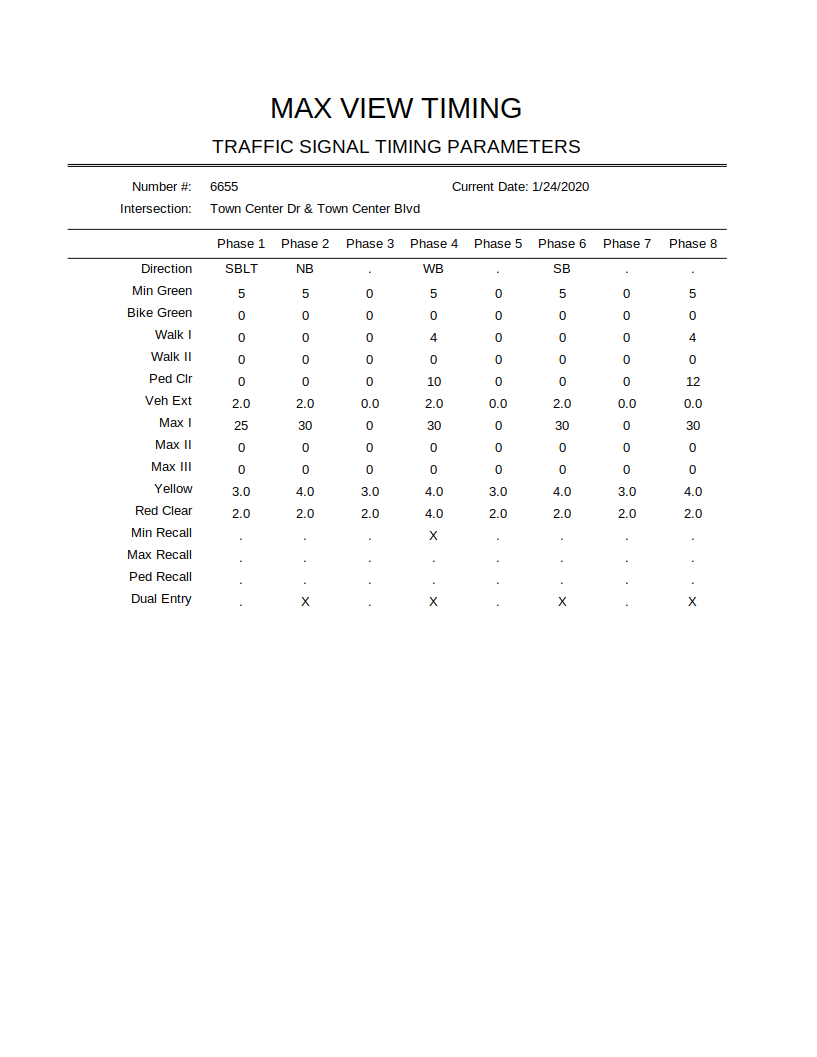 MAX VIEW TIMING
TRAFFIC SIGNAL TIMING PARAMETERS
Number #: 6655 Current Date: 1/24/2020
Intersection: Town Center Dr & Town Center Blvd
Phase 1 Phase 2 Phase 3 Phase 4 Phase 5 Phase 6 Phase 7 Phase 8
Direction SBLT NB . WB . SB . .
Min Green 5 5 0 5 0 5 0 5
Bike Green 0 0 0 0 0 0 0 0
Walk I 0 0 0 4 0 0 0 4
Walk II 0 0 0 0 0 0 0 0
Ped Clr 0 0 0 10 0 0 0 12
Veh Ext 2.0 2.0 0.0 2.0 0.0 2.0 0.0 0.0
Max I 25 30 0 30 0 30 0 30
Max II 0 0 0 0 0 0 0 0
Max III 0 0 0 0 0 0 0 0
Yellow 3.0 4.0 3.0 4.0 3.0 4.0 3.0 4.0
Red Clear 2.0 2.0 2.0 4.0 2.0 2.0 2.0 2.0
Min Recall . . . X . . . .
Max Recall . . . . . . . .
Ped Recall . . . . . . . .
Dual Entry . X . X . X . X